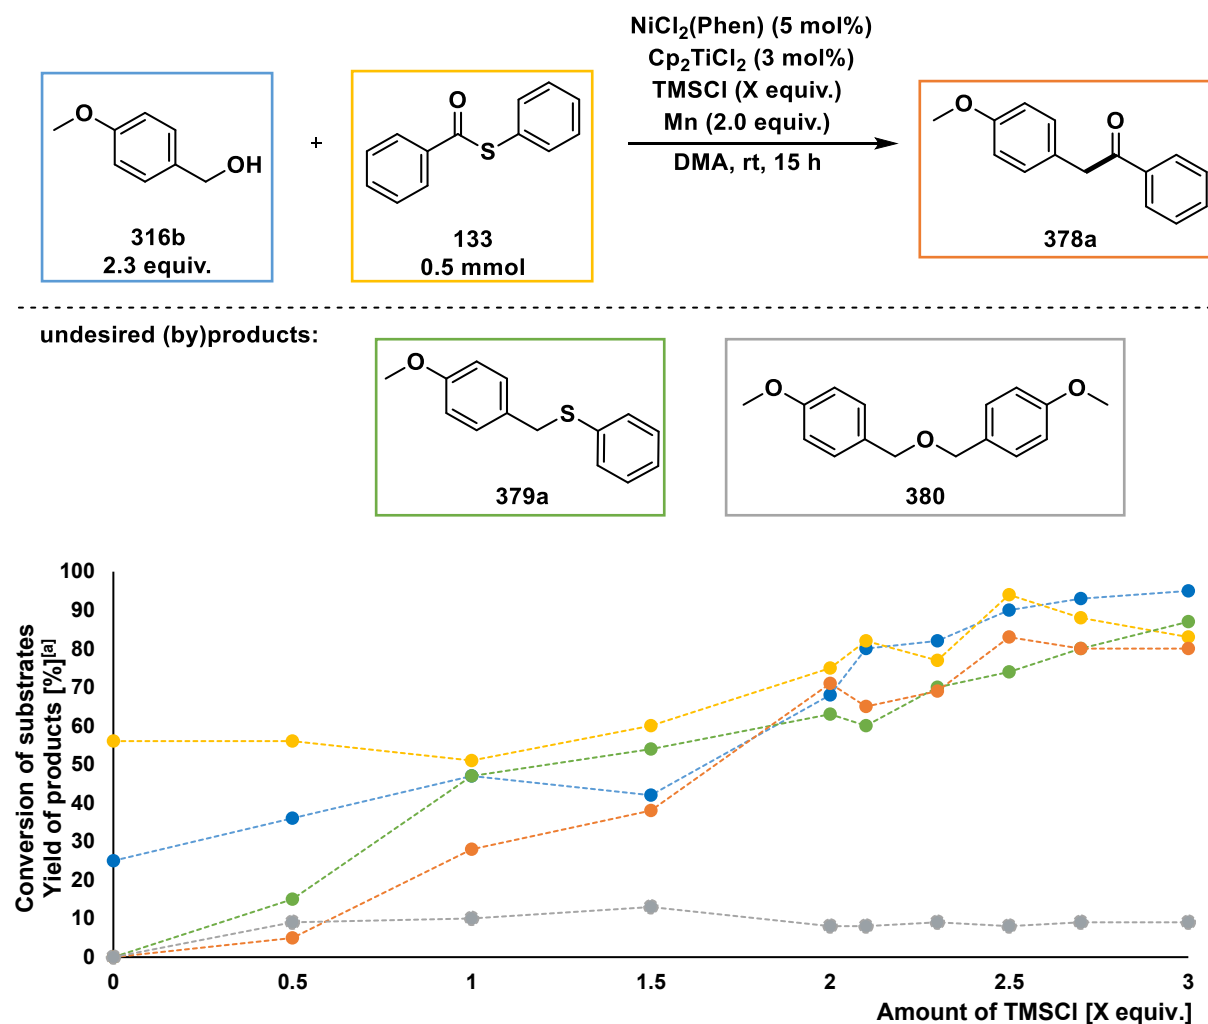 NiCl₂(Phen) (5 mol%)
Cp₂TiCl₂ (3 mol%)
TMSCl (X equiv.)
Mn (2.0 equiv.)
DMA, rt, 15 h
O
OH
316b
2.3 equiv.
+
O
S
133
0.5 mmol
O
O
378a
undesired (by)products:
O
S
379a
O
O
O
380
Conversion of substrates
Yield of products [%][a]
100
90
80
70
60
50
40
30
20
10
0
0 0.5 1 1.5 2 2.5 3
Amount of TMSCl [X equiv.]